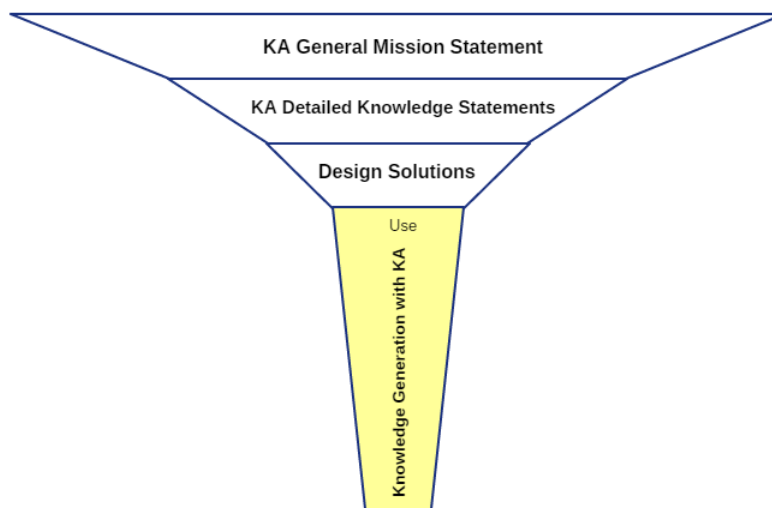 KA General Mission Statement
KA Detailed Knowledge Statements
Design Solutions
Use
Knowledge Generation with KA